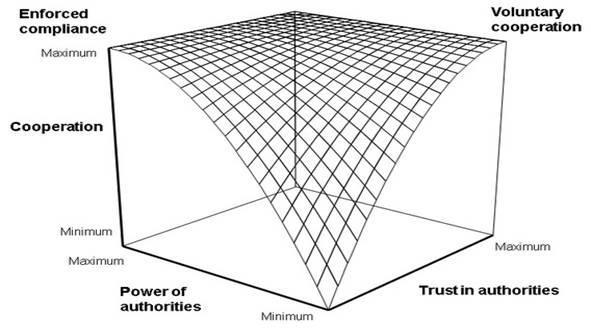 Enforced
compliance
Voluntary
cooperation
Maximum
Cooperation
Minimum
Maximum
Maximum
Power of
authorities
Trust in authorities
Minimum